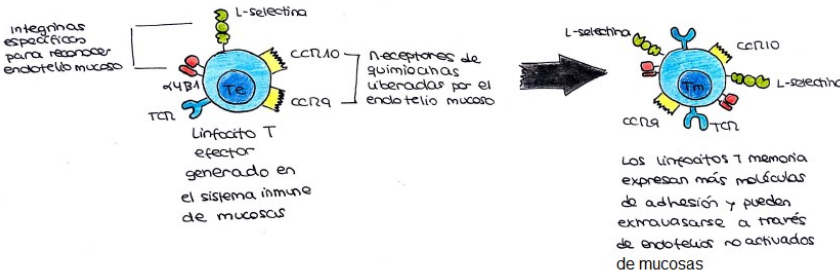 L-selectina
integrinas
específicas
para reconocer
endotelio mucoso
α4β1
TCR
Te
CCR10
CCR9
receptores de
quimiocinas
liberadas por el
endotelio mucoso
Linfocito T
efector
generado en
el sistema inmune
de mucosas
L-selectina
CCR10
Tm
L-selectina
CCR9
TCR
Los linfocitos T memoria
expresan más moléculas
de adhesión y pueden
extravasarse a través
de endotelios no activados
de mucosas